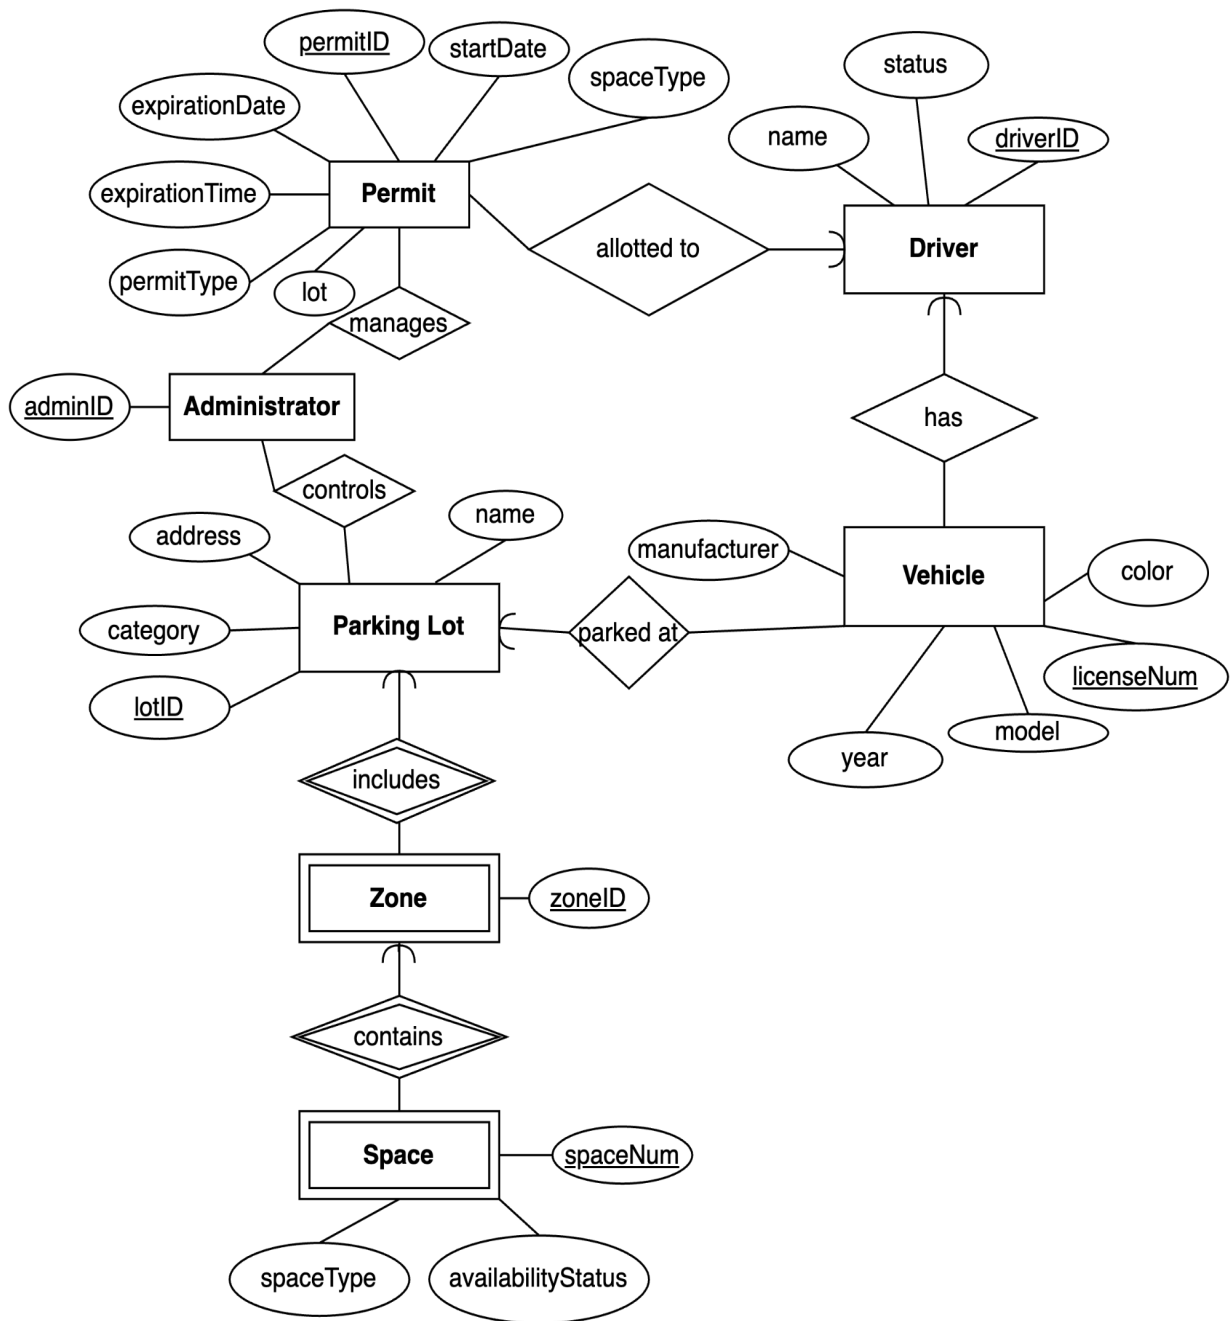 permitID
startDate
spaceType
status
expirationDate
name
driverID
expirationTime
Permit
allotted to
Driver
permitType
lot
manages
adminID
Administrator
has
controls
address
name
manufacturer
Vehicle
color
category
Parking Lot
parked at
licenseNum
lotID
model
year
includes
Zone
zoneID
contains
Space
spaceNum
spaceType
availabilityStatus